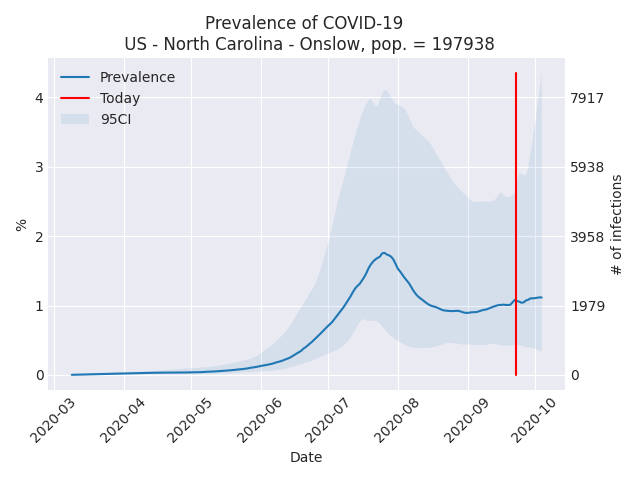 Prevalence of COVID-19
US - North Carolina - Onslow, pop. = 197938
Prevalence
Today
95CI
4
3
2
1
0
%
7917
5938
3958
1979
0
# of infections
2020-03
2020-04
2020-05
2020-06
2020-07
2020-08
2020-09
2020-10
Date